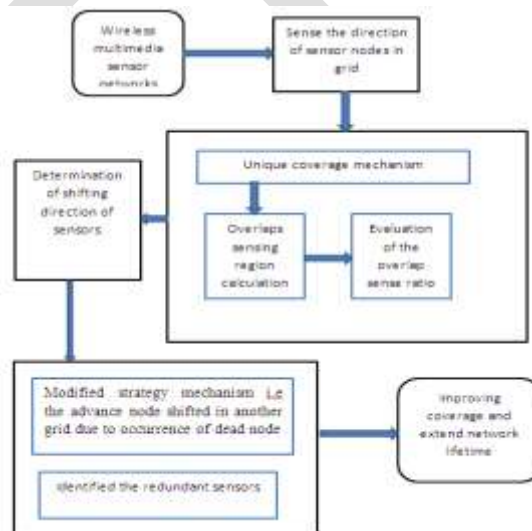 Wireless
multimedia
sensor
networks
Sense the direction
of sensor nodes in
grid
Unique coverage mechanism
Determination
of shifting
direction of
sensors
Overlaps
sensing
region
calculation
Evaluation
of the
overlap
sense ratio
Modified strategy mechanism i.e
the advance node shifted in another
grid due to occurrence of dead node
Identified the redundant sensors
Improving
coverage and
extend network
lifetime